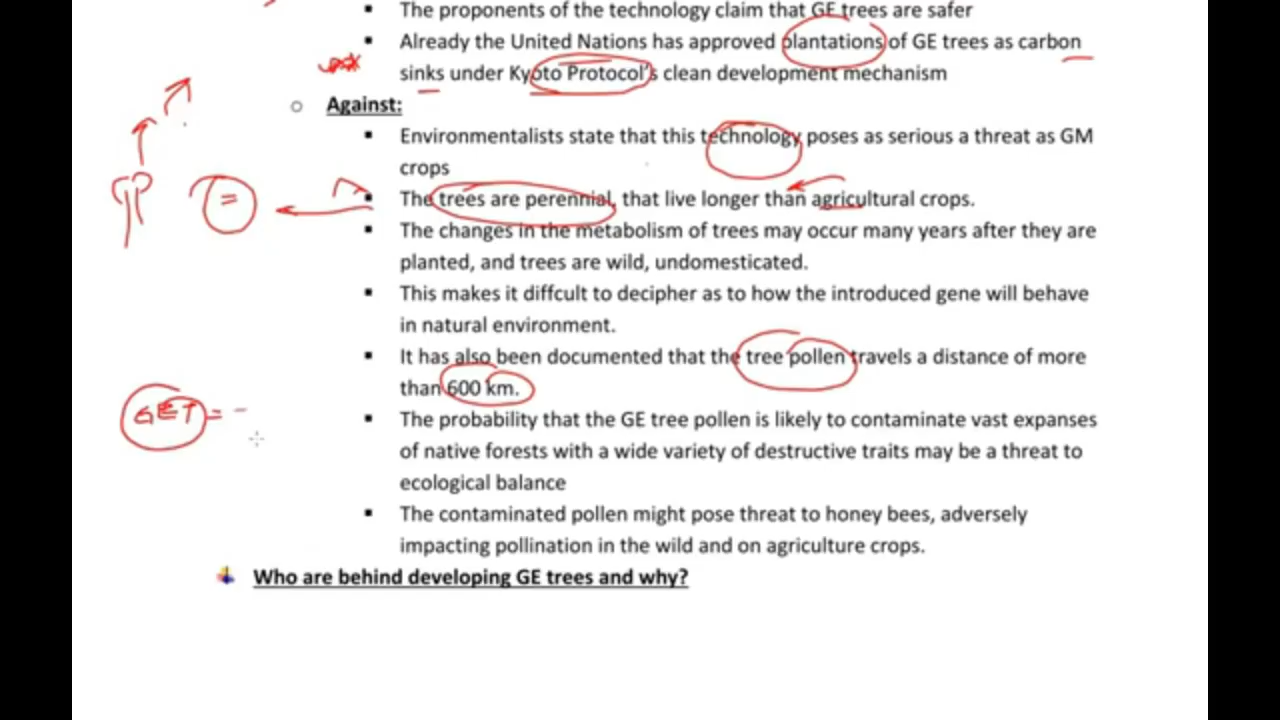 The proponents of the technology claim that GE trees are safer
Already the United Nations has approved plantations of GE trees as carbon
sinks under Kyoto Protocol's clean development mechanism
Against:
Environmentalists state that this technology poses as serious a threat as GM
crops
The trees are perennial, that live longer than agricultural crops.
The changes in the metabolism of trees may occur many years after they are
planted, and trees are wild, undomesticated.
This makes it diffcult to decipher as to how the introduced gene will behave
in natural environment.
It has also been documented that the tree pollen travels a distance of more
than 600 km.
GET =
The probability that the GE tree pollen is likely to contaminate vast expanses
of native forests with a wide variety of destructive traits may be a threat to
ecological balance
The contaminated pollen might pose threat to honey bees, adversely
impacting pollination in the wild and on agriculture crops.
Who are behind developing GE trees and why?